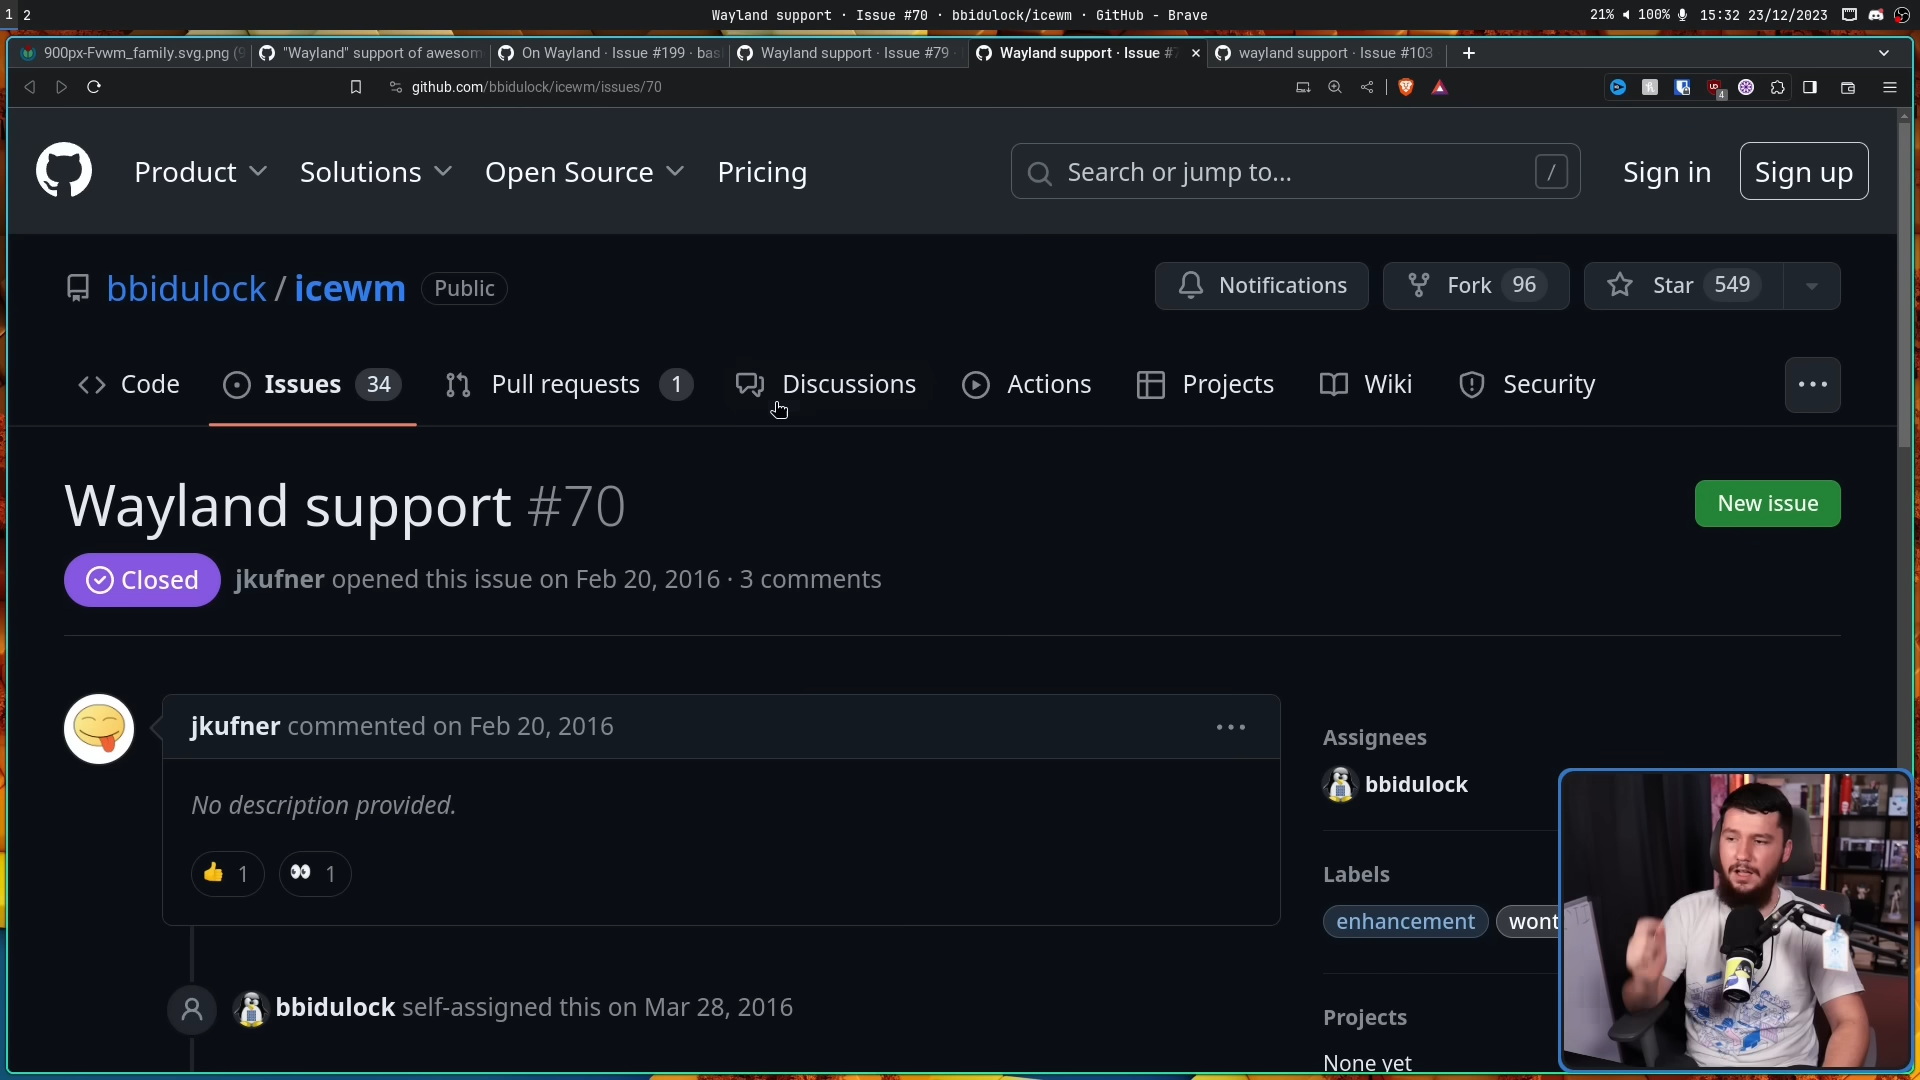 1 2
Wayland support · Issue #70 · bbidulock/icewm · GitHub - Brave
21% 100% 15:32 23/12/2023
900px-Fvwm_family.svg.png (9
"Wayland" support of awesom
On Wayland · Issue #199 · bas
Wayland support · Issue #79 ·
Wayland support · Issue #7
wayland support · Issue #103
github.com/bbidulock/icewm/issues/70
4
Product
Solutions
Open Source
Pricing
Search or jump to...
/
Sign in
Sign up
bbidulock / icewm
Public
Notifications
Fork 96
Star 549
Code
Issues 34
Pull requests 1
Discussions
Actions
Projects
Wiki
Security
Wayland support #70
New issue
Closed
jkufner opened this issue on Feb 20, 2016 · 3 comments
jkufner commented on Feb 20, 2016
No description provided.
1
1
bbidulock self-assigned this on Mar 28, 2016
Assignees
bbidulock
Labels
enhancement
wont
Projects
None yet